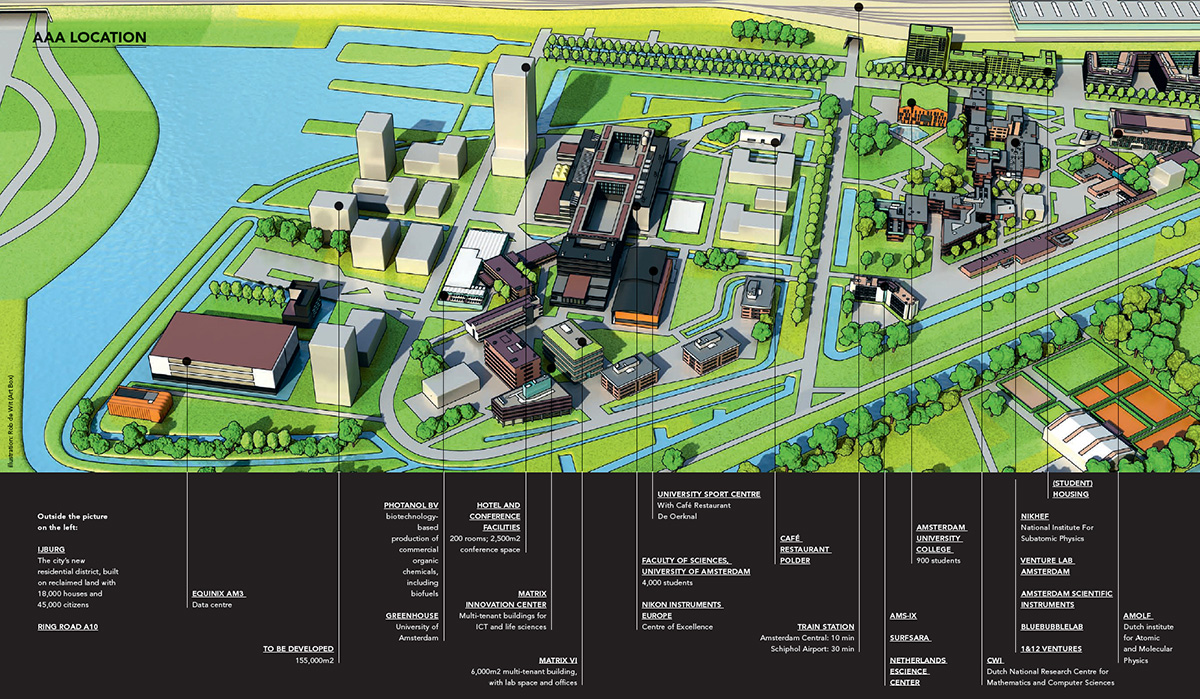 AAA LOCATION
illustration: Rob de Wit (Art Box)
Outside the picture
on the left:
IJBURG
The city's new
residential district, built
on reclaimed land with
18,000 houses and
45,000 citizens
RING ROAD A10
EQUINIX AM3
Data centre
TO BE DEVELOPED
155,000m2
PHOTANOL BV
biotechnology-
based
production of
commercial
organic
chemicals,
including
biofuels
GREENHOUSE
University of
Amsterdam
HOTEL AND
CONFERENCE
FACILITIES
200 rooms; 2,500m2
conference space
MATRIX
INNOVATION CENTER
Multi-tenant buildings for
ICT and life sciences
MATRIX VI
6,000m2 multi-tenant building,
with lab space and offices
UNIVERSITY SPORT CENTRE
With Café Restaurant
De Oerknal
FACULTY OF SCIENCES,
UNIVERSITY OF AMSTERDAM
4,000 students
NIKON INSTRUMENTS
EUROPE
Centre of Excellence
CAFÉ
RESTAURANT
POLDER
TRAIN STATION
Amsterdam Central: 10 min
Schiphol Airport: 30 min
AMS-IX
SURFSARA
NETHERLANDS
ESCIENCE
CENTER
AMSTERDAM
UNIVERSITY
COLLEGE
900 students
CWI
Dutch National Research Centre for
Mathematics and Computer Sciences
(STUDENT)
HOUSING
NIKHEF
National Institute For
Subatomic Physics
VENTURE LAB
AMSTERDAM
AMSTERDAM SCIENTIFIC
INSTRUMENTS
BLUEBUBBLELAB
1&12 VENTURES
AMOLF
Dutch institute
for Atomic
and Molecular
Physics